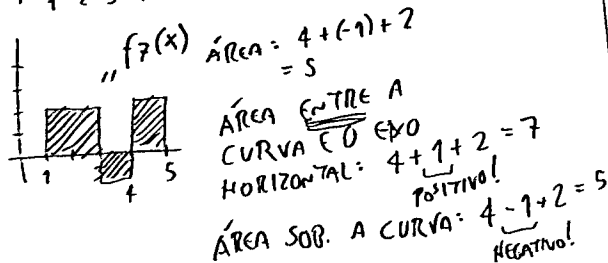 „f7(x)
ÁREA: 4+(-1)+2
= 5
ÁREA ENTRE A
CURVA E O EIXO
HORIZONTAL: 4+1+2=7
POSITIVO!
ÁREA SOB. A CURVA: 4-1+2=5
NEGATIVO!
1 4 5